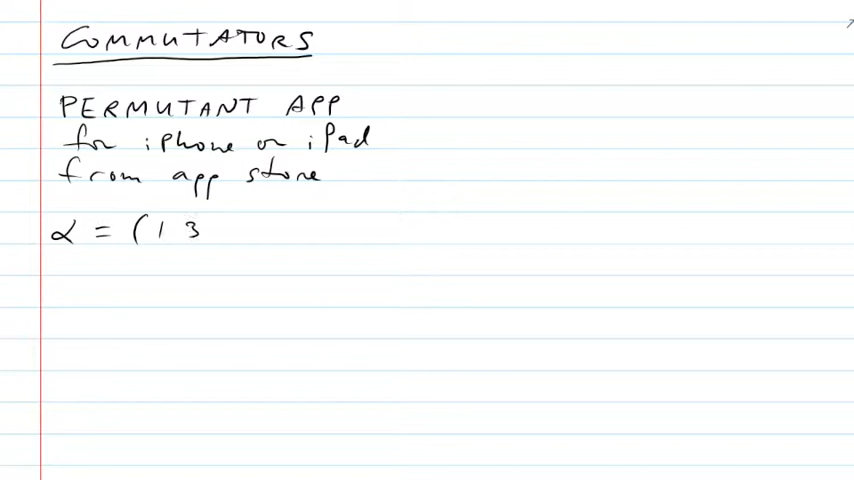 COMMUTATORS
PERMUTANT APP
for iPhone or iPad
from app store
α = ( 1 3